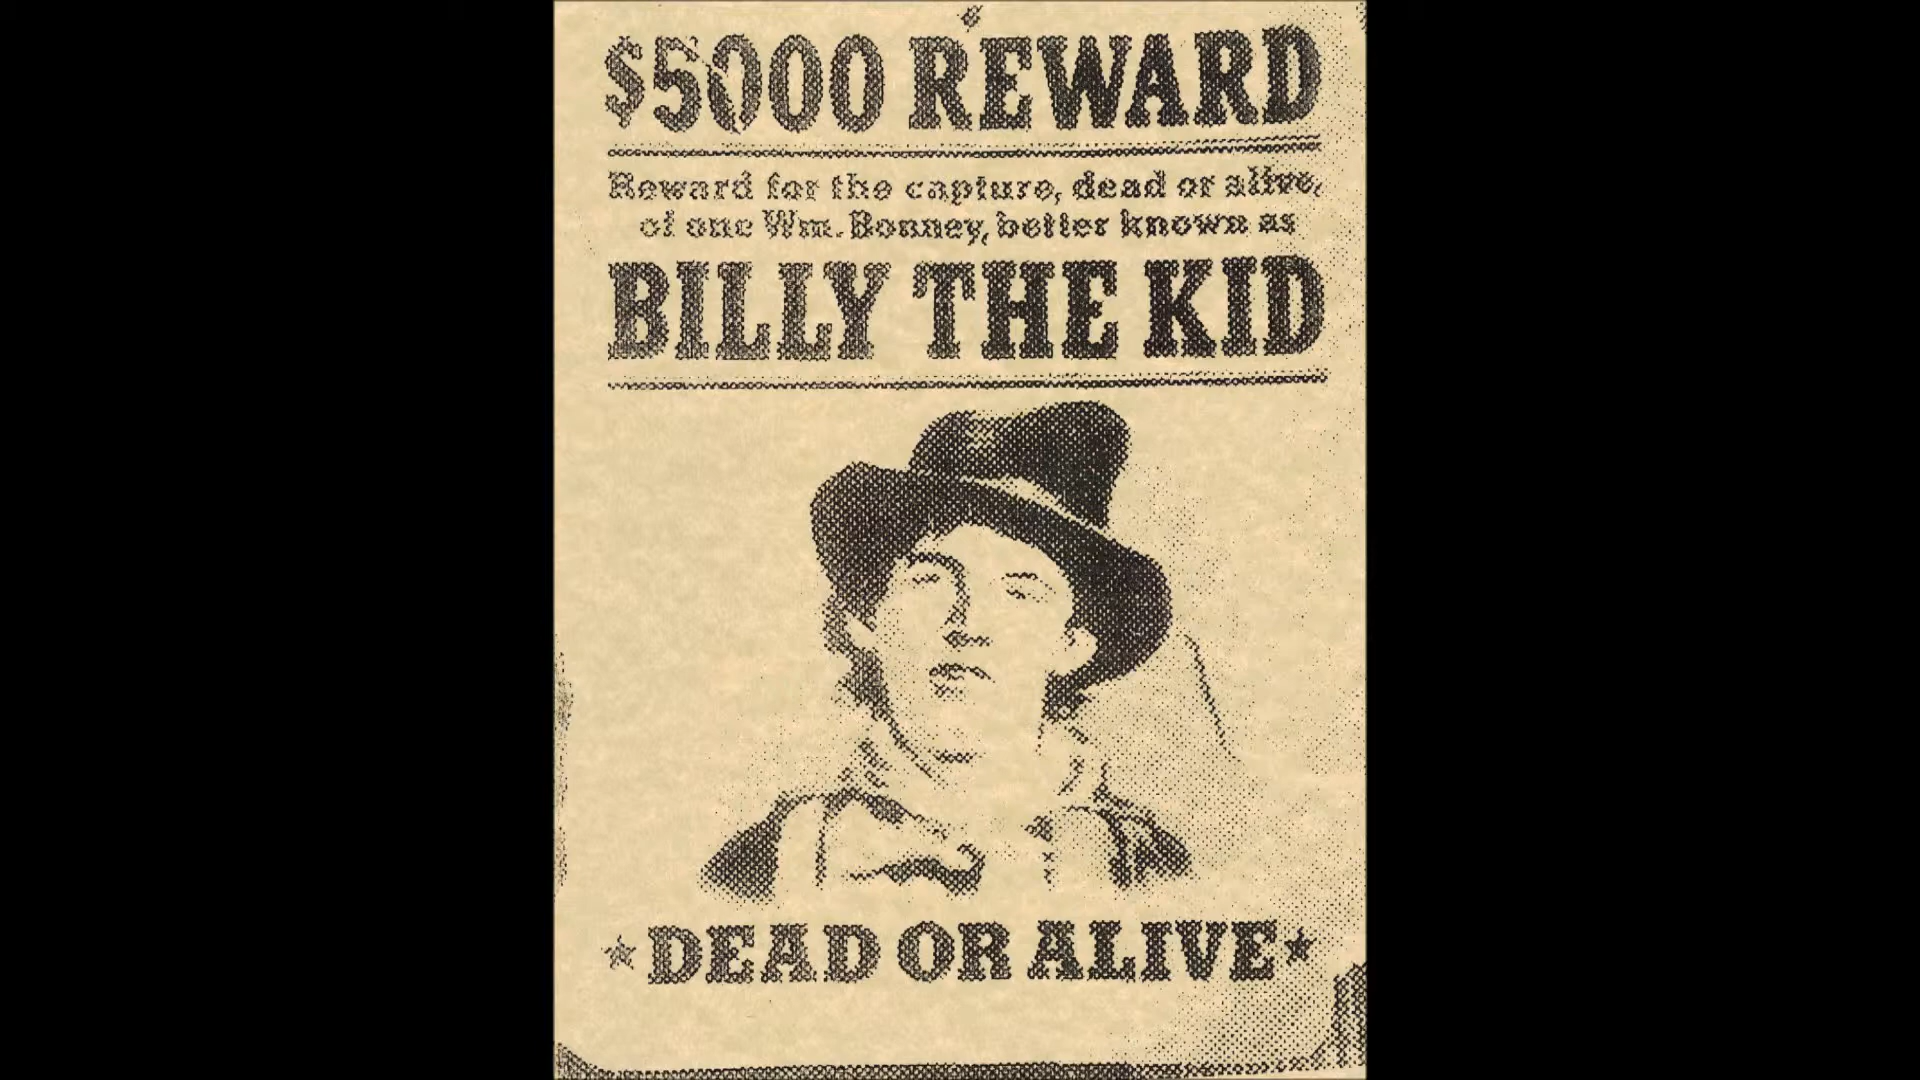 $5000 REWARD
Reward for the capture, dead or alive,
of one Wm. Bonney, better known as
BILLY THE KID
DEAD OR ALIVE